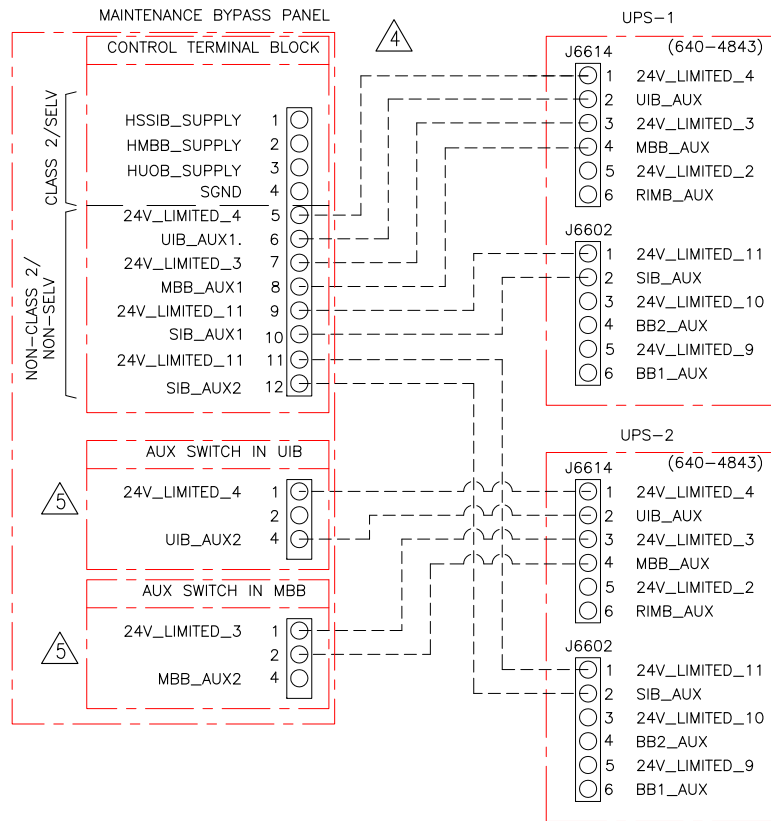 MAINTENANCE BYPASS PANEL
CONTROL TERMINAL BLOCK
CLASS 2/SELV
HSSIB_SUPPLY 1
HMBB_SUPPLY 2
HUOB_SUPPLY 3
SGND 4
NON-CLASS 2/
NON-SELV
24V_LIMITED_4 5
UIB_AUX1. 6
24V_LIMITED_3 7
MBB_AUX1 8
24V_LIMITED_11 9
SIB_AUX1 10
24V_LIMITED_11 11
SIB_AUX2 12
AUX SWITCH IN UIB
5
24V_LIMITED_4 1
2
UIB_AUX2 4
AUX SWITCH IN MBB
5
24V_LIMITED_3 1
2
MBB_AUX2 4
4
UPS-1
J6614 (640-4843)
1 24V_LIMITED_4
2 UIB_AUX
3 24V_LIMITED_3
4 MBB_AUX
5 24V_LIMITED_2
6 RIMB_AUX
J6602
1 24V_LIMITED_11
2 SIB_AUX
3 24V_LIMITED_10
4 BB2_AUX
5 24V_LIMITED_9
6 BB1_AUX
UPS-2
J6614 (640-4843)
1 24V_LIMITED_4
2 UIB_AUX
3 24V_LIMITED_3
4 MBB_AUX
5 24V_LIMITED_2
6 RIMB_AUX
J6602
1 24V_LIMITED_11
2 SIB_AUX
3 24V_LIMITED_10
4 BB2_AUX
5 24V_LIMITED_9
6 BB1_AUX